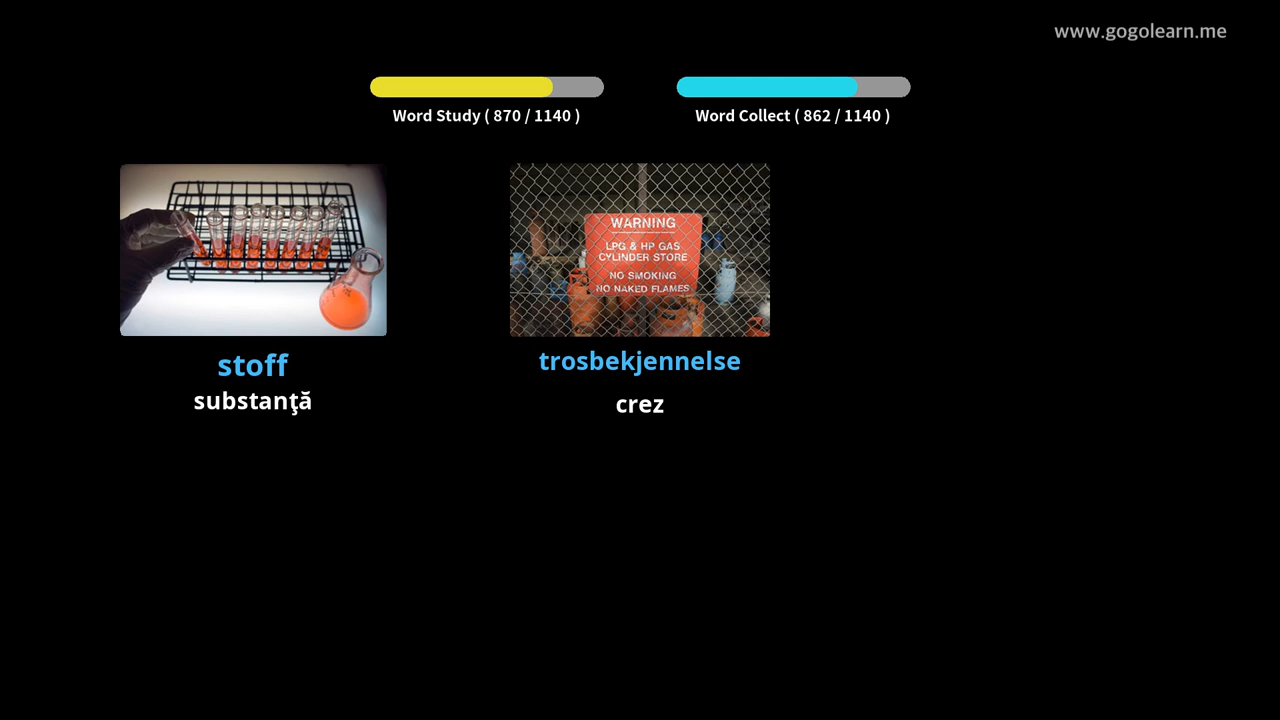 www.gogolearn.me
Word Study ( 870 / 1140 )
Word Collect ( 862 / 1140 )
WARNING
LPG & HP GAS
CYLINDER STORE
NO SMOKING
NO NAKED FLAMES
stoff
substanţă
trosbekjennelse
crez